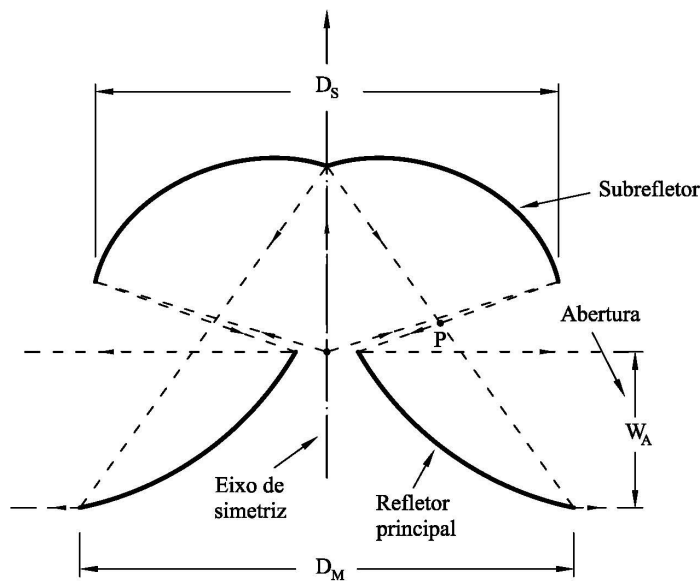 D_S
Subrefletor
Abertura
P
W_A
Eixo de
simetriz
Refletor
principal
D_M